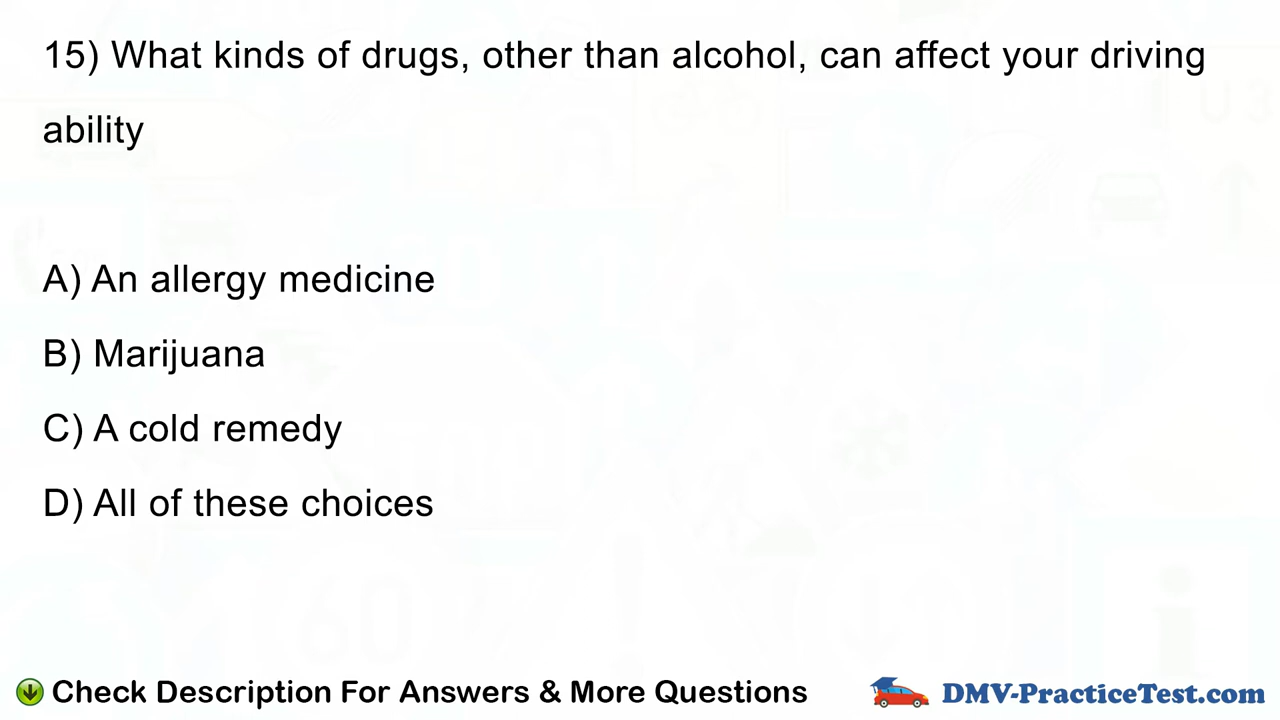 15) What kinds of drugs, other than alcohol, can affect your driving
ability
A) An allergy medicine
B) Marijuana
C) A cold remedy
D) All of these choices
Check Description For Answers & More Questions
DMV-PracticeTest.com